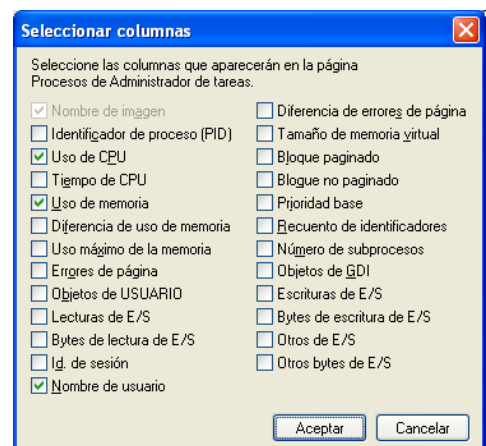 Seleccionar columnas
Seleccione las columnas que aparecerán en la página
Procesos de Administrador de tareas.
Nombre de imagen
Identificador de proceso (PID)
Uso de CPU
Tiempo de CPU
Uso de memoria
Diferencia de uso de memoria
Uso máximo de la memoria
Errores de página
Objetos de USUARIO
Lecturas de E/S
Bytes de lectura de E/S
Id. de sesión
Nombre de usuario
Diferencia de errores de página
Tamaño de memoria virtual
Bloque paginado
Bloque no paginado
Prioridad base
Recuento de identificadores
Número de subprocesos
Objetos de GDI
Escrituras de E/S
Bytes de escritura de E/S
Otros de E/S
Otros bytes de E/S
Aceptar
Cancelar